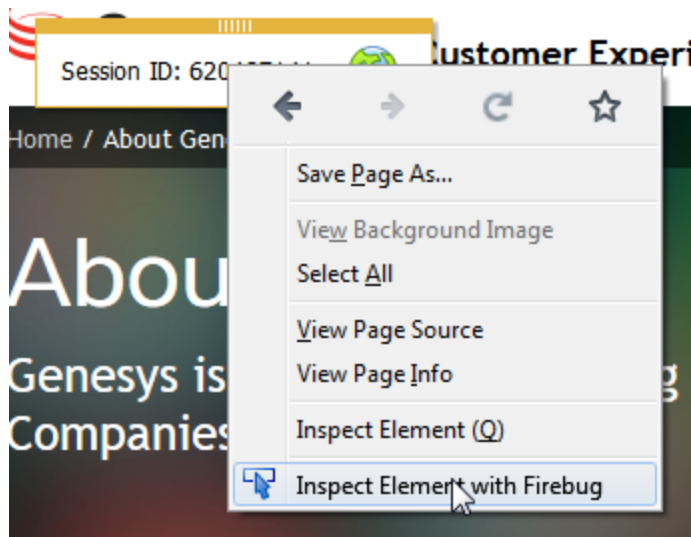 Customer Experi
Session ID: 620
Home / About Gen
Save Page As...
View Background Image
Select All
View Page Source
View Page Info
Inspect Element (Q)
Inspect Element with Firebug
Abou
Genesys is
g
Companies